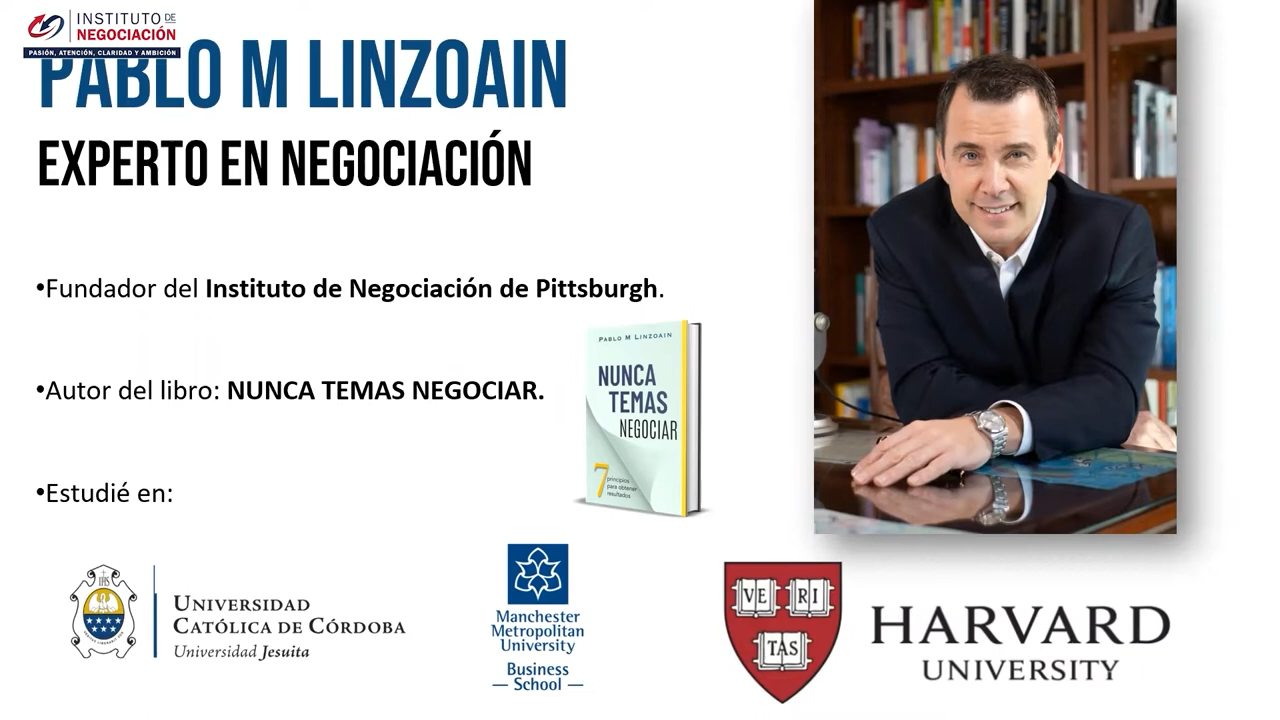 INSTITUTO DE
NEGOCIACIÓN
PASIÓN, ATENCIÓN, CLARIDAD Y AMBICIÓN
PABLO M LINZOAIN
EXPERTO EN NEGOCIACIÓN
•Fundador del Instituto de Negociación de Pittsburgh.
•Autor del libro: NUNCA TEMAS NEGOCIAR.
PABLO M LINZOAIN
NUNCA
TEMAS
NEGOCIAR
7 principios
para obtener
resultados
•Estudié en:
UNIVERSIDAD
CATÓLICA DE CÓRDOBA
Universidad Jesuita
Manchester
Metropolitan
University
Business
School
VE RI
TAS
HARVARD
UNIVERSITY